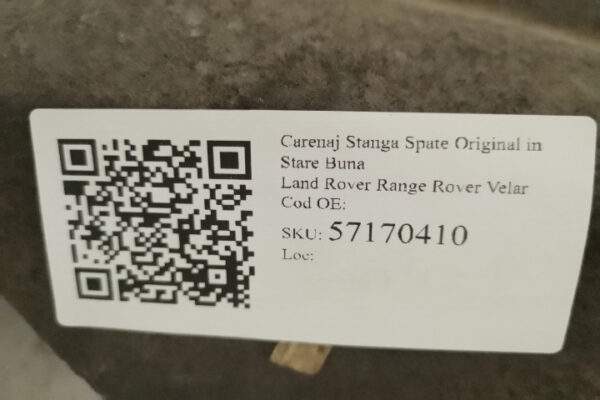 Carenaj Stanga Spate Original in
Stare Buna
Land Rover Range Rover Velar
Cod OE:
SKU: 57170410
Loc: